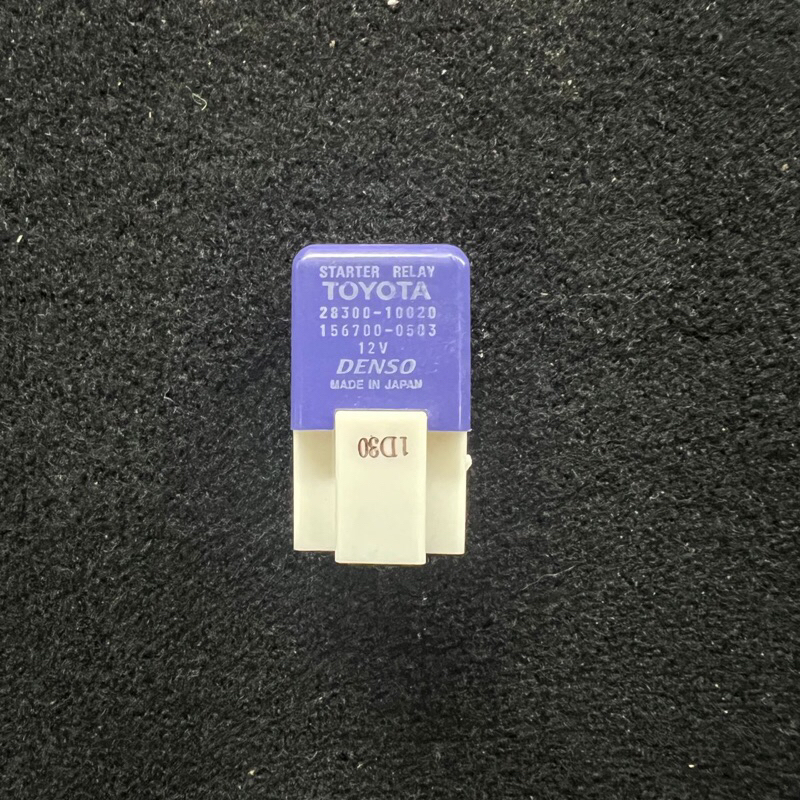 STARTER RELAY
TOYOTA
28300-10020
156700-0503
12V
DENSO
MADE IN JAPAN
1D30